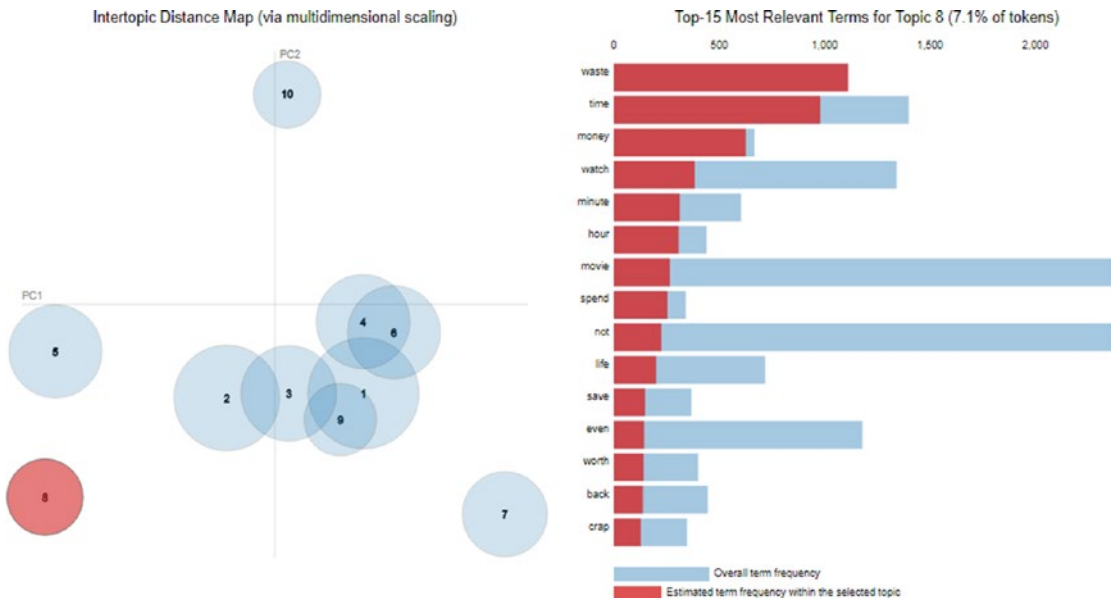 Intertopic Distance Map (via multidimensional scaling)
PC2
PC1
10
4
6
5
2
3
1
9
8
7
Top-15 Most Relevant Terms for Topic 8 (7.1% of tokens)
0 500 1,000 1,500 2,000
waste
time
money
watch
minute
hour
movie
spend
not
life
save
even
worth
back
crap
Overall term frequency
Estimated term frequency within the selected topic